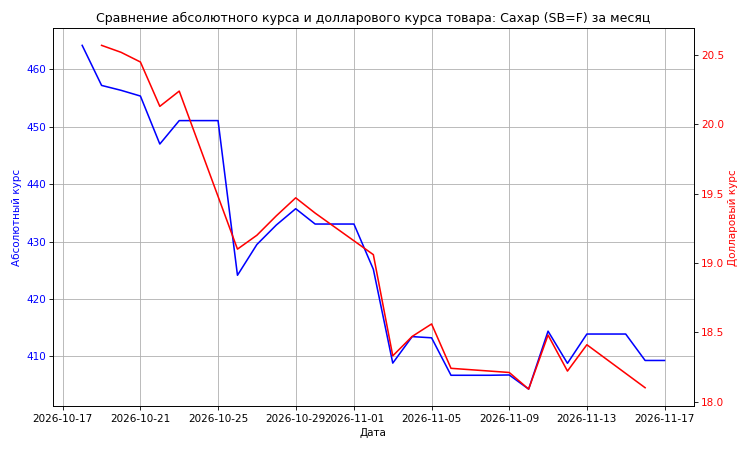 Сравнение абсолютного курса и долларового курса товара: Сахар (SB=F) за месяц
Абсолютный курс
460
450
440
430
420
410
20.5
20.0
19.5
19.0
18.5
18.0
Долларовый курс
2026-10-17 2026-10-21 2026-10-25 2026-10-29 2026-11-01 2026-11-05 2026-11-09 2026-11-13 2026-11-17
Дата